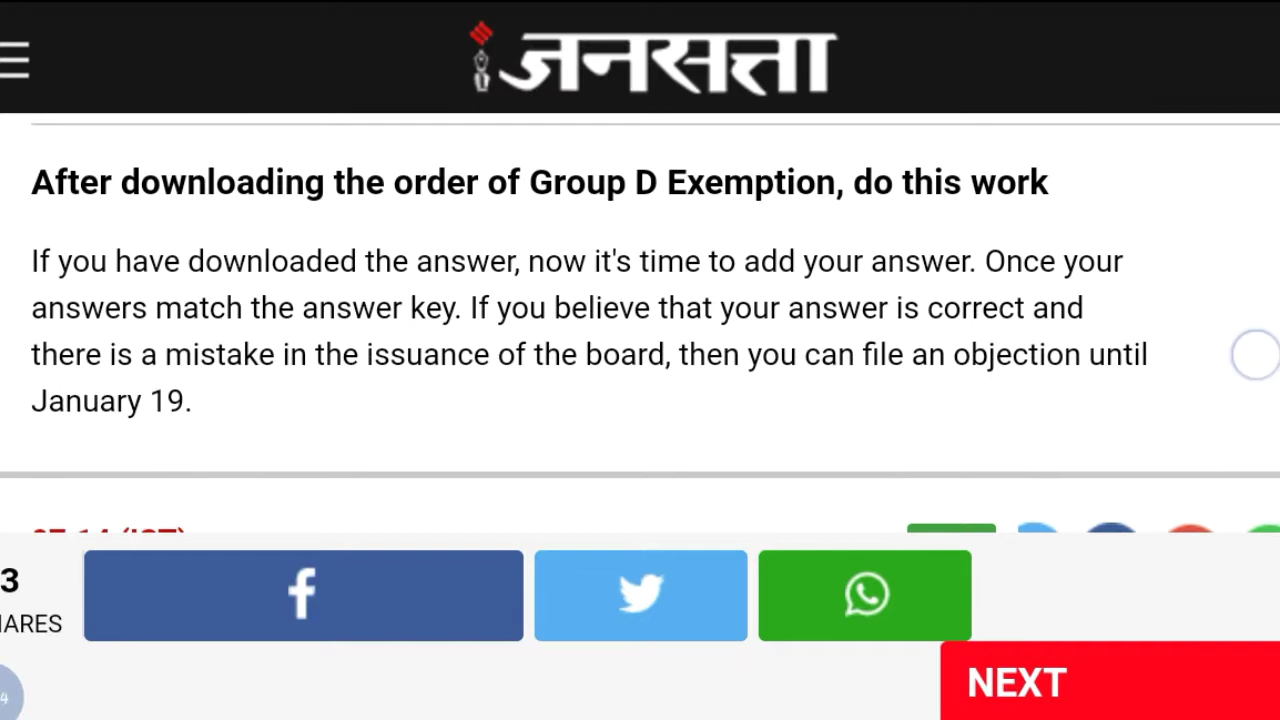 जनसत्ता
After downloading the order of Group D Exemption, do this work
If you have downloaded the answer, now it's time to add your answer. Once your
answers match the answer key. If you believe that your answer is correct and
there is a mistake in the issuance of the board, then you can file an objection until
January 19.
3
HARES
4
NEXT